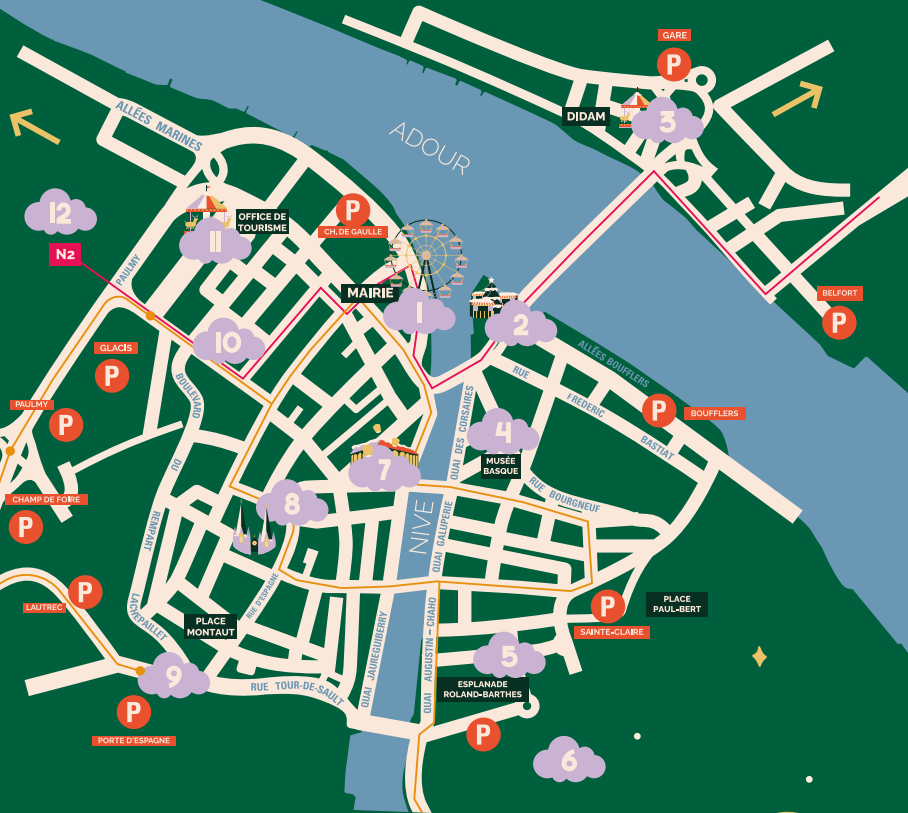 GARE
P
3
DIDAM
ADOUR
ALLÉES MARINES
12
N2
PAULMY
11
OFFICE DE
TOURISME
P
CH. DE GAULLE
MAIRIE
1
2
BELFORT
P
10
GLACIS
P
ALLÉES BOUFFLERS
RUE
FREDERIC
BASTIAT
P
BOUFFLERS
PAULMY
P
BOULEVARD
DU
REMPART
LACHEPAILLET
QUAI DES CORSAIRES
4
MUSÉE
BASQUE
7
8
RUE BOURGNEUF
CHAMP DE FOIRE
P
NIVE
QUAI GALUPERIE
P
LAUTREC
RUE D'ESPAGNE
PLACE
MONTAUT
QUAI JAUREGUIBERRY
QUAI AUGUSTIN - CHAHO
P
SAINTE-CLAIRE
PLACE
PAUL-BERT
5
ESPLANADE
ROLAND-BARTHES
9
RUE TOUR-DE-SAULT
P
PORTE D'ESPAGNE
P
6